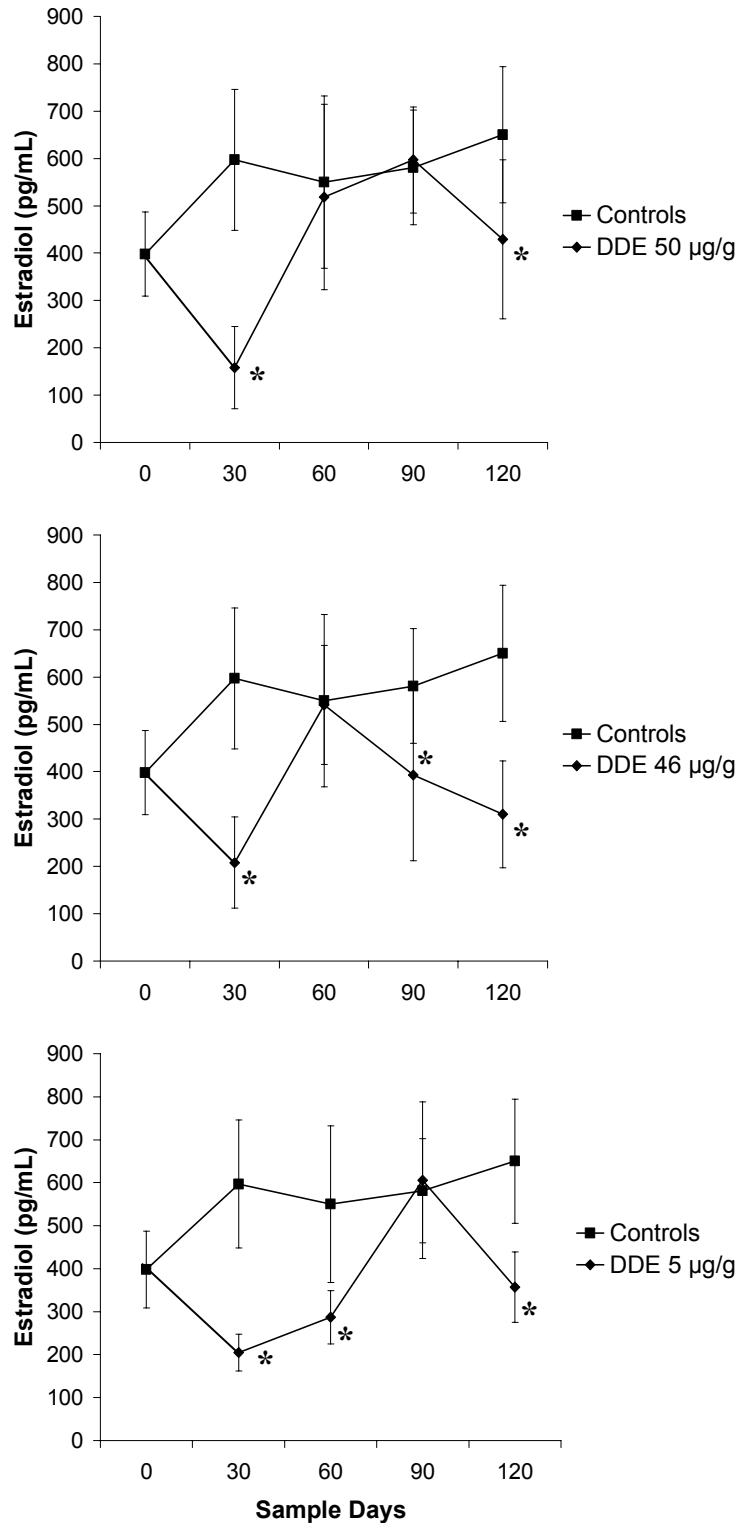 900
800
700
600
500
400
300
200
100
0
Estradiol (pg/mL)
Controls
DDE 50 µg/g
*
*
0 30 60 90 120
900
800
700
600
500
400
300
200
100
0
Estradiol (pg/mL)
Controls
DDE 46 µg/g
*
*
*
0 30 60 90 120
900
800
700
600
500
400
300
200
100
0
Estradiol (pg/mL)
Controls
DDE 5 µg/g
*
*
*
0 30 60 90 120
Sample Days